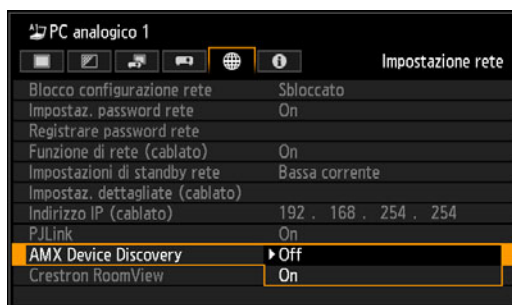 PC analogico 1
Impostazione rete
Blocco configurazione rete Sbloccato
Impostaz. password rete On
Registrare password rete
Funzione di rete (cablato) On
Impostazioni di standby rete Bassa corrente
Impostaz. dettagliate (cablato)
Indirizzo IP (cablato) 192 . 168 . 254 . 254
PJLink On
AMX Device Discovery Off
Crestron RoomView On